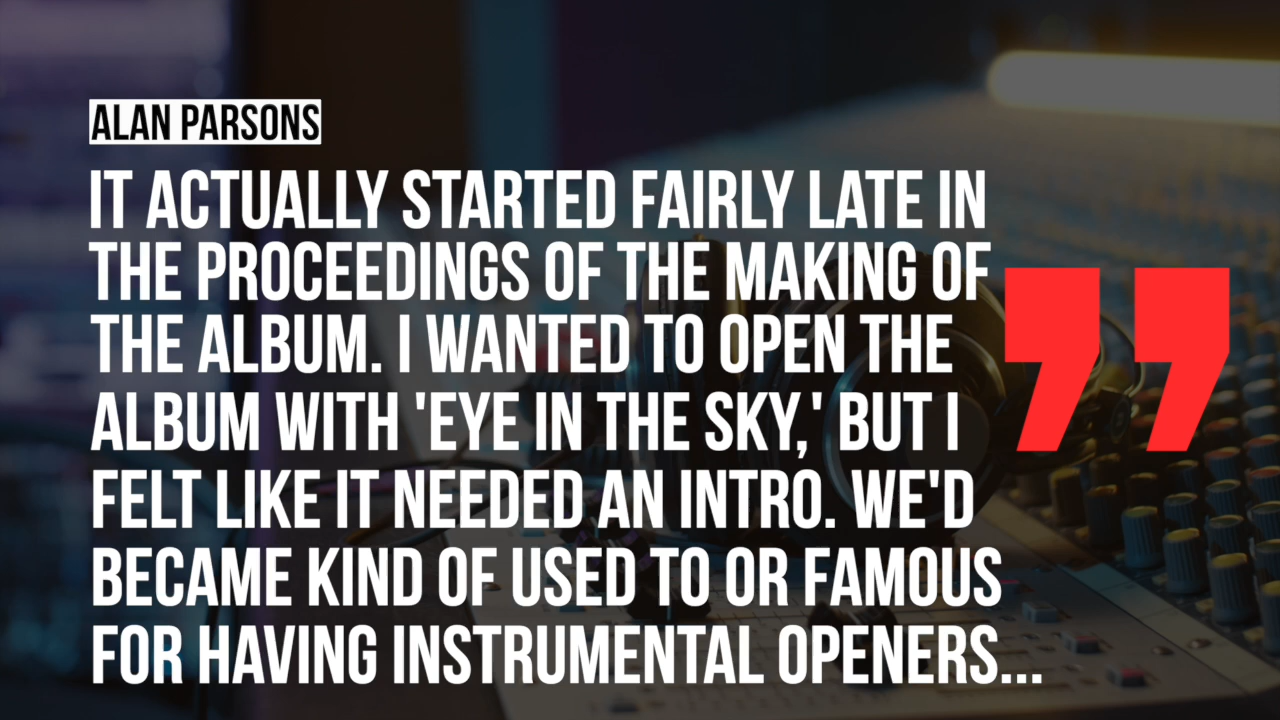 ALAN PARSONS
IT ACTUALLY STARTED FAIRLY LATE IN
THE PROCEEDINGS OF THE MAKING OF
THE ALBUM. I WANTED TO OPEN THE
ALBUM WITH 'EYE IN THE SKY,' BUT I
FELT LIKE IT NEEDED AN INTRO. WE'D
BECAME KIND OF USED TO OR FAMOUS
FOR HAVING INSTRUMENTAL OPENERS...
”